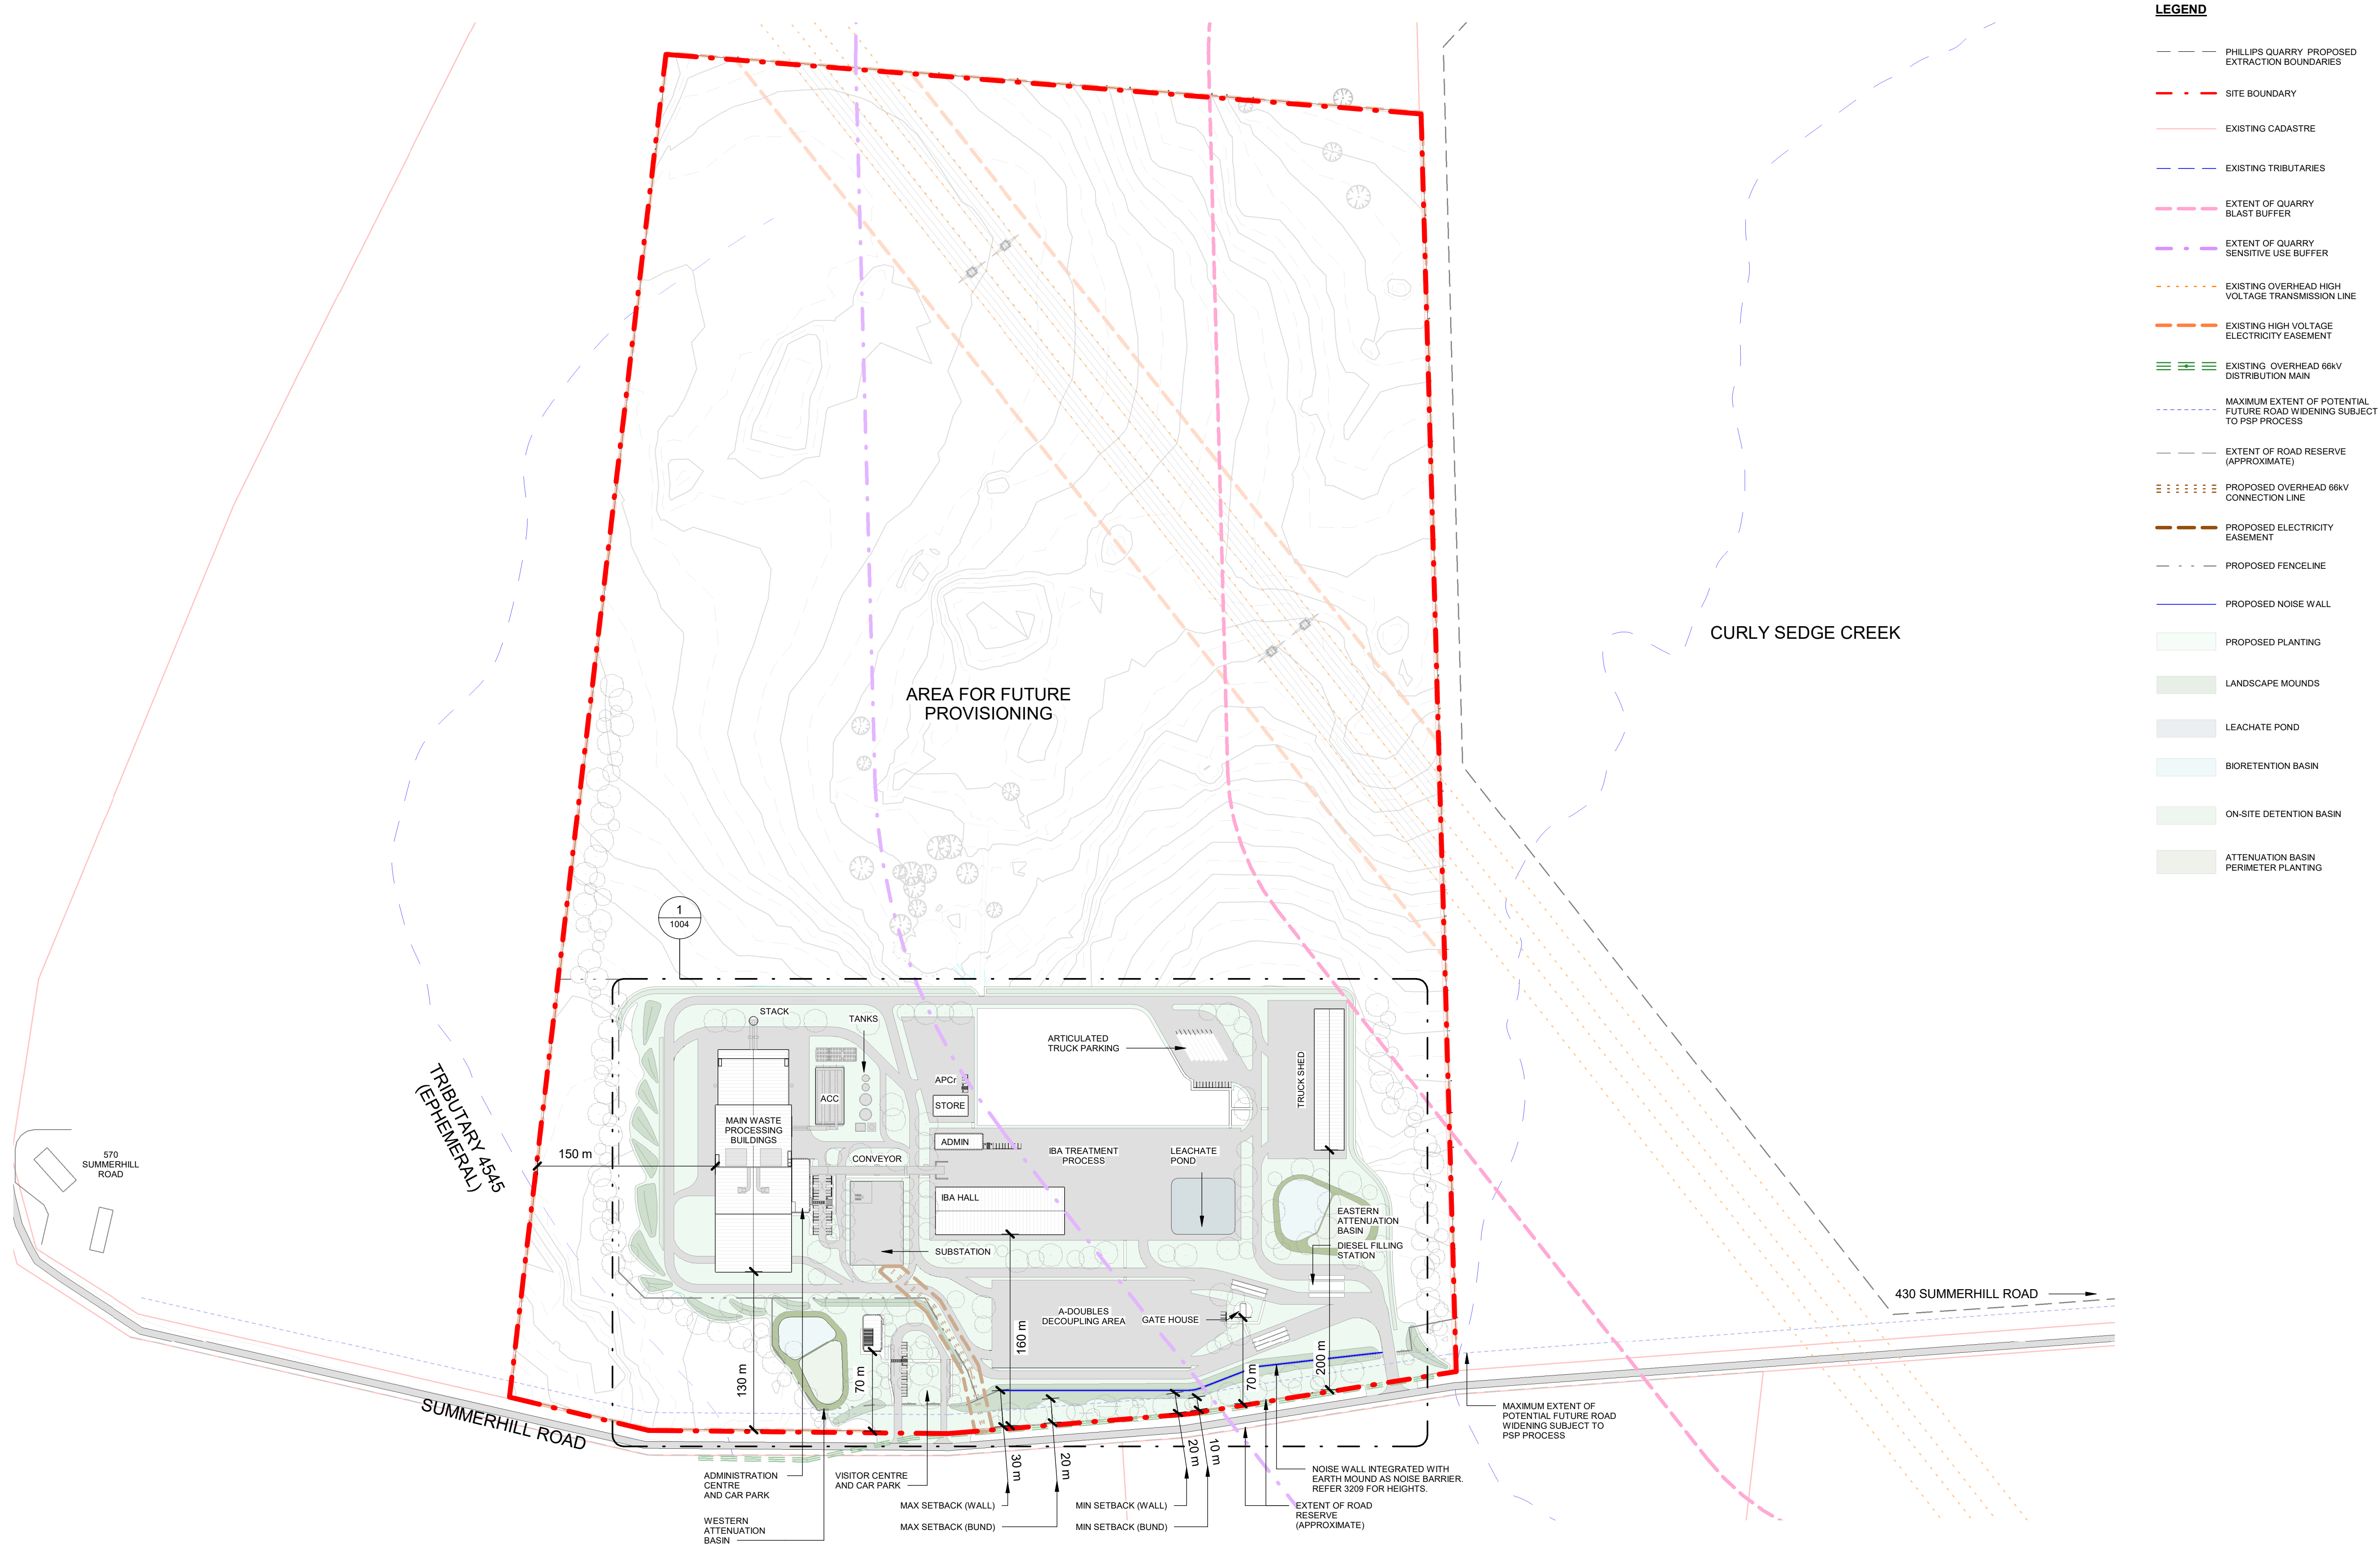 LEGEND
PHILLIPS QUARRY PROPOSED
EXTRACTION BOUNDARIES
SITE BOUNDARY
EXISTING CADASTRE
EXISTING TRIBUTARIES
EXTENT OF QUARRY
BLAST BUFFER
EXTENT OF QUARRY
SENSITIVE USE BUFFER
EXISTING OVERHEAD HIGH
VOLTAGE TRANSMISSION LINE
EXISTING HIGH VOLTAGE
ELECTRICITY EASEMENT
EXISTING OVERHEAD 66kV
DISTRIBUTION MAIN
MAXIMUM EXTENT OF POTENTIAL
FUTURE ROAD WIDENING SUBJECT
TO PSP PROCESS
EXTENT OF ROAD RESERVE
(APPROXIMATE)
PROPOSED OVERHEAD 66kV
CONNECTION LINE
PROPOSED ELECTRICITY
EASEMENT
PROPOSED FENCELINE
PROPOSED NOISE WALL
PROPOSED PLANTING
LANDSCAPE MOUNDS
LEACHATE POND
BIORETENTION BASIN
ON-SITE DETENTION BASIN
ATTENUATION BASIN
PERIMETER PLANTING
CURLY SEDGE CREEK
AREA FOR FUTURE
PROVISIONING
1
1004
STACK
TANKS
ARTICULATED
TRUCK PARKING
TRUCK SHED
APCr
STORE
ACC
MAIN WASTE
PROCESSING
BUILDINGS
ADMIN
IBA TREATMENT
PROCESS
LEACHATE
POND
CONVEYOR
150 m
TRIBUTARY 4545
(EPHEMERAL)
570
SUMMERHILL
ROAD
IBA HALL
EASTERN
ATTENUATION
BASIN
DIESEL FILLING
STATION
SUBSTATION
430 SUMMERHILL ROAD
A-DOUBLES
DECOUPLING AREA
GATE HOUSE
160 m
200 m
130 m
70 m
70 m
SUMMERHILL ROAD
MAXIMUM EXTENT OF
POTENTIAL FUTURE ROAD
WIDENING SUBJECT TO
PSP PROCESS
30 m
20 m
20 m
10 m
ADMINISTRATION
CENTRE
AND CAR PARK
VISITOR CENTRE
AND CAR PARK
NOISE WALL INTEGRATED WITH
EARTH MOUND AS NOISE BARRIER.
REFER 3209 FOR HEIGHTS.
MAX SETBACK (WALL)
MIN SETBACK (WALL)
EXTENT OF ROAD
RESERVE
(APPROXIMATE)
WESTERN
ATTENUATION
BASIN
MAX SETBACK (BUND)
MIN SETBACK (BUND)